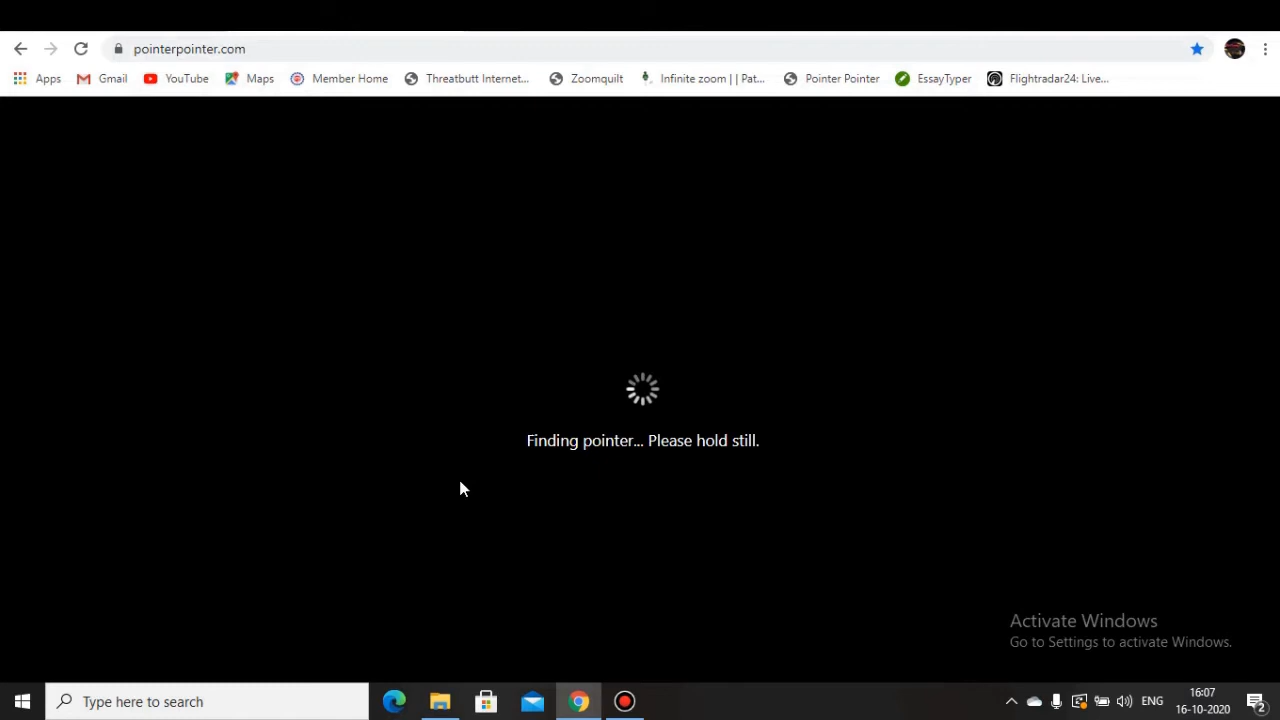 pointerpointer.com
Apps Gmail YouTube Maps Member Home Threatbutt Internet... Zoomquilt Infinite zoom | | Pat... Pointer Pointer EssayTyper Flightradar24: Live...
Finding pointer... Please hold still.
Activate Windows
Go to Settings to activate Windows.
Type here to search
ENG
16:07
16-10-2020
2